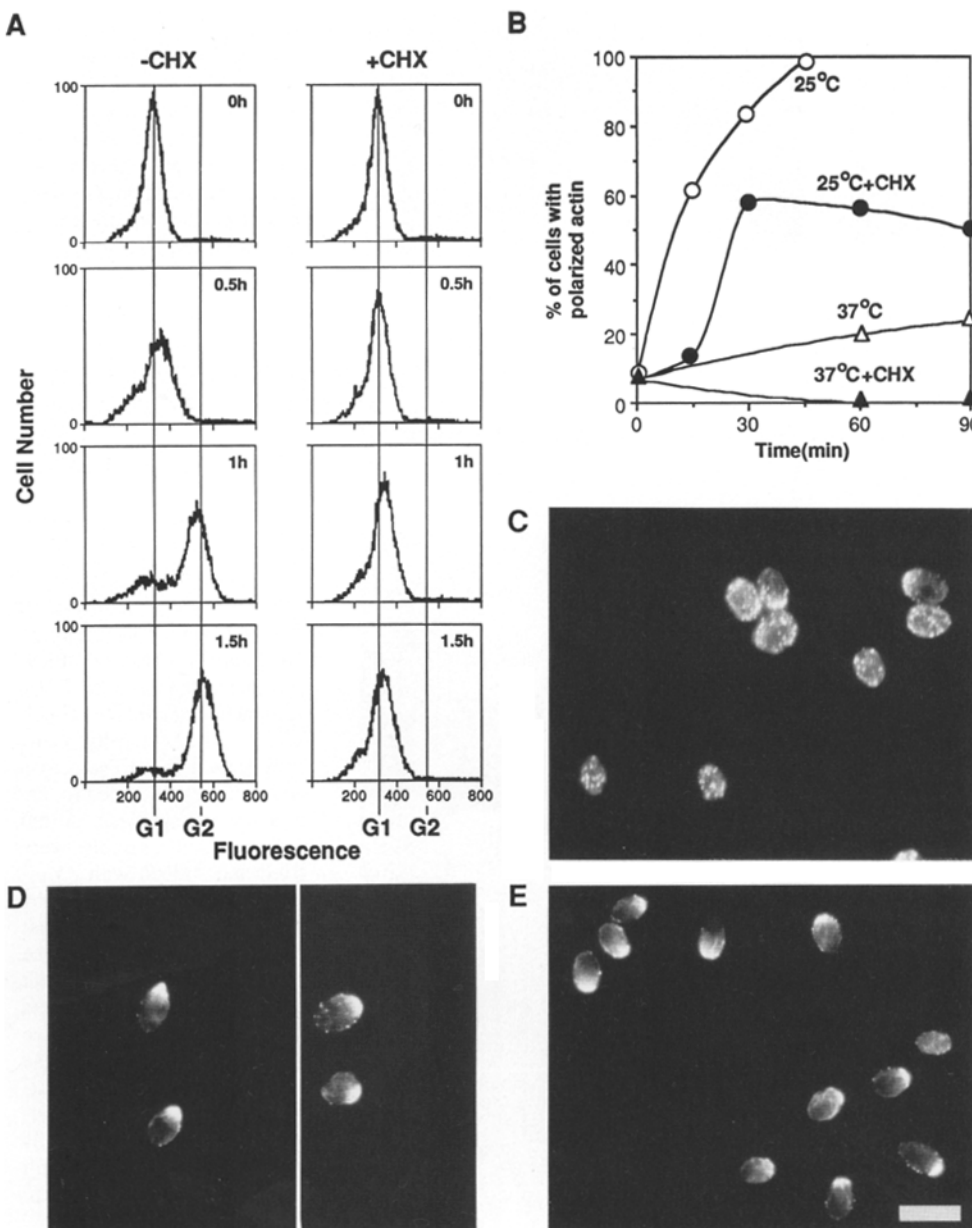 A
-CHX
+CHX
100
0
0h
0h
100
0
0.5h
0.5h
100
0
1h
1h
100
0
1.5h
1.5h
Cell Number
200 400 600 800
200 400 600 800
G1 G2
G1 G2
Fluorescence
B
100
80
60
40
20
0
% of cells with
polarized actin
25°C
25°C+CHX
37°C
37°C+CHX
0 30 60 90
Time(min)
C
D
E